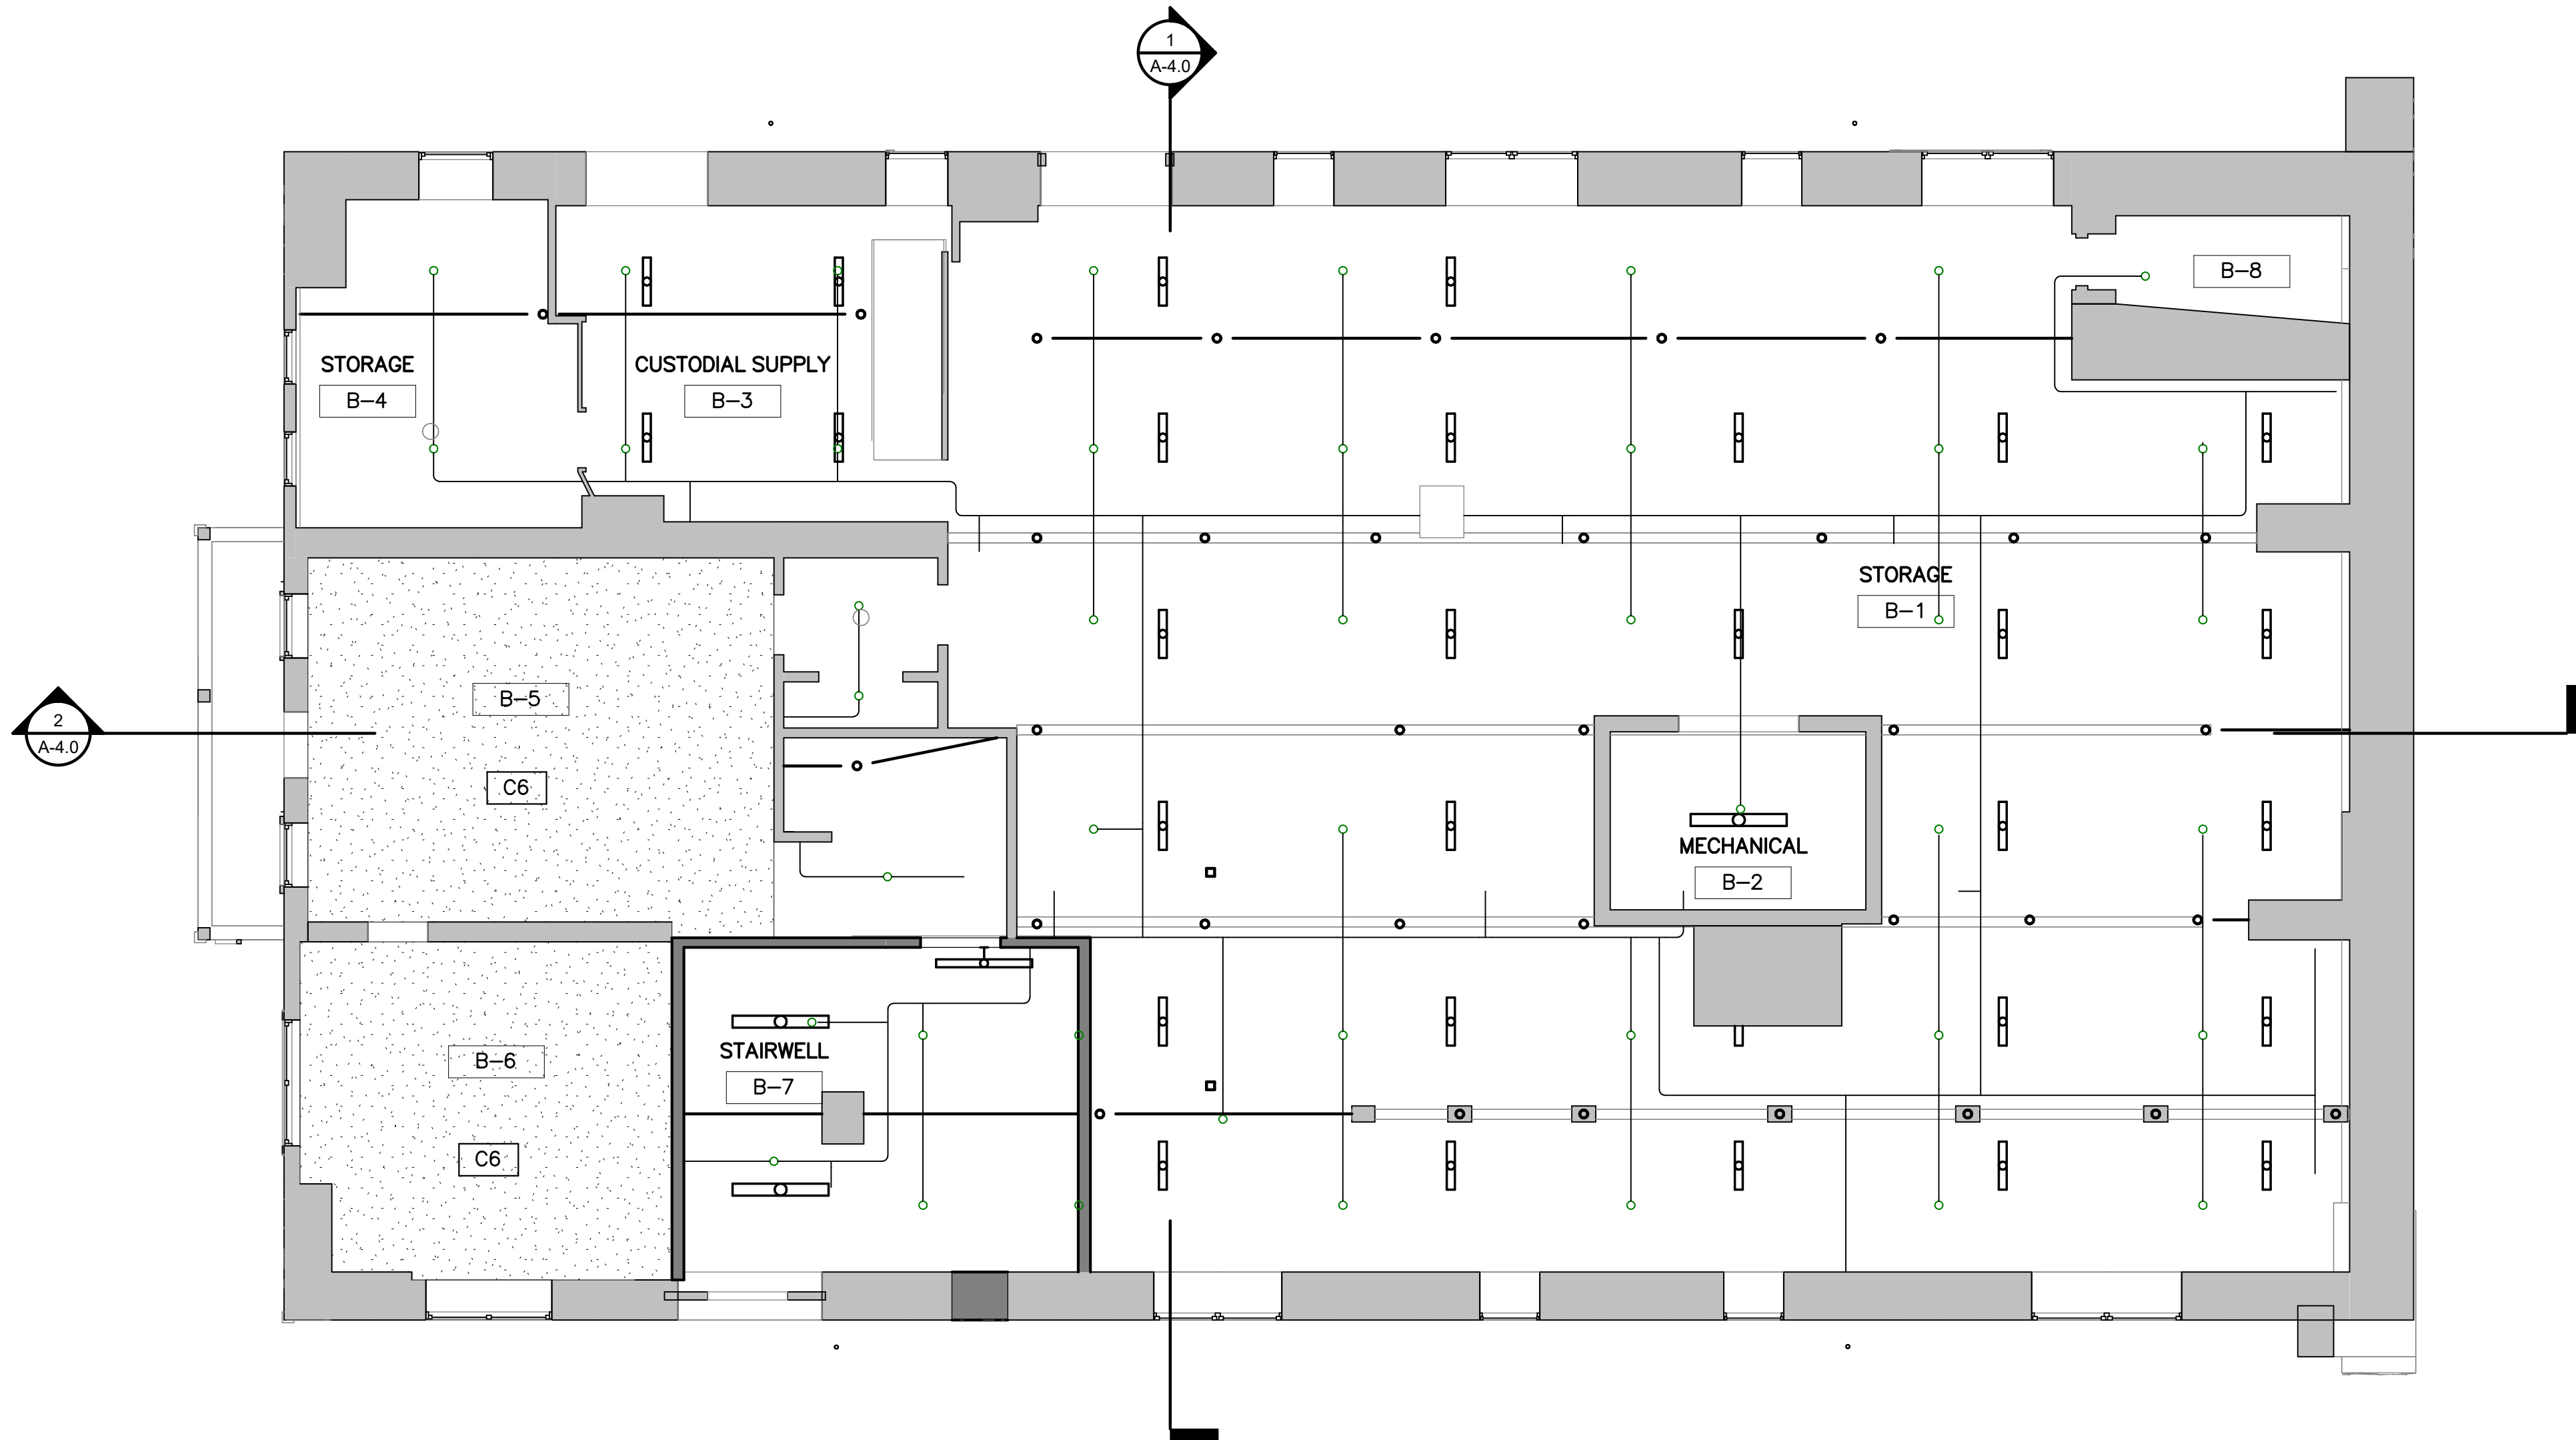 1
A-4.0
B-8
STORAGE
B-4
CUSTODIAL SUPPLY
B-3
STORAGE
B-1
B-5
2
A-4.0
C6
MECHANICAL
B-2
B-6
STAIRWELL
B-7
C6